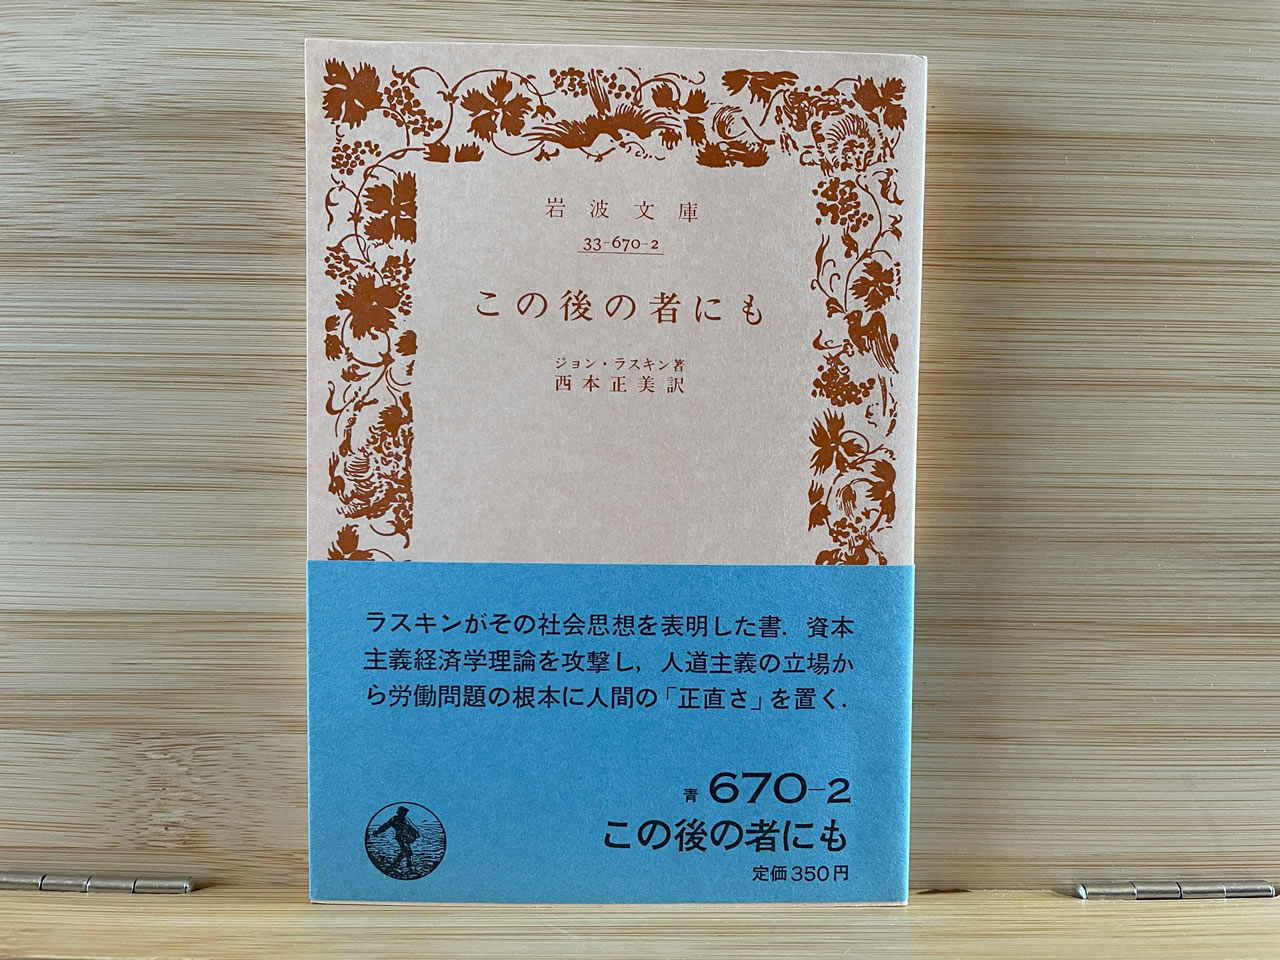 岩波文庫
33-670-2
この後の者にも
ジョン・ラスキン著
西本正美訳
ラスキンがその社会思想を表明した書．資本
主義経済学理論を攻撃し，人道主義の立場か
ら労働問題の根本に人間の「正直さ」を置く．
青 670-2
この後の者にも
定価350円